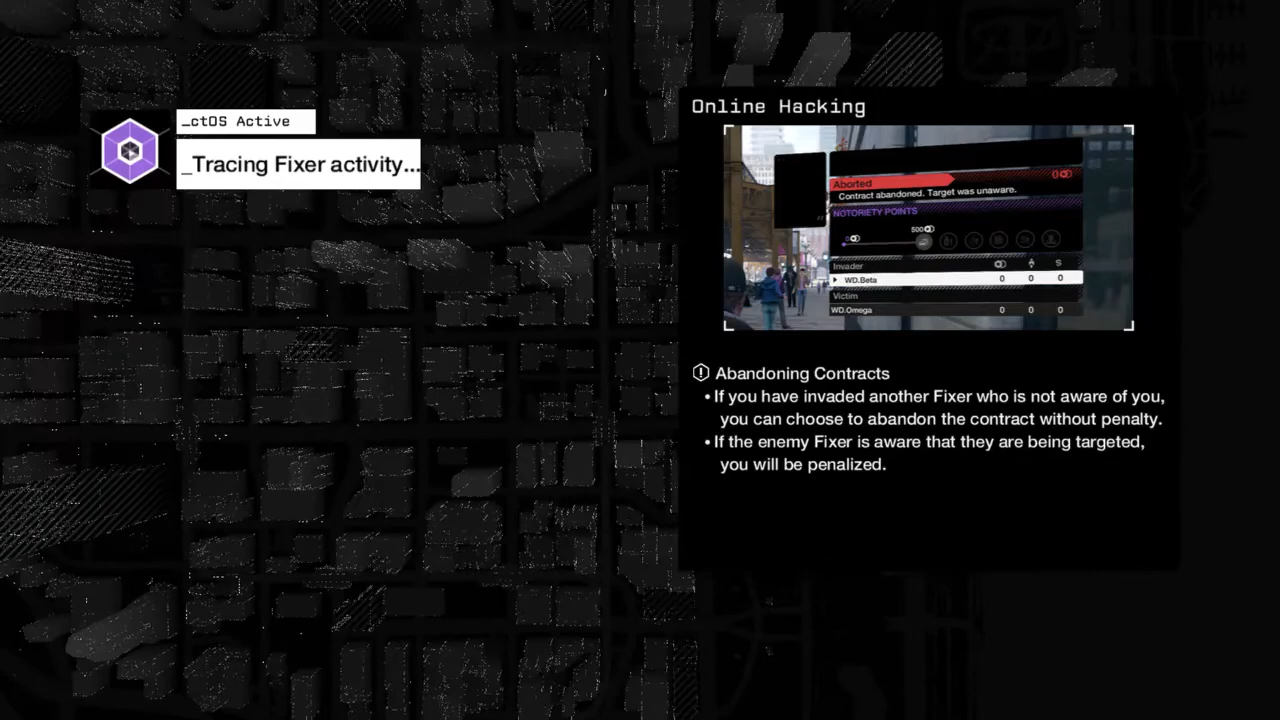 _ctOS Active
_Tracing Fixer activity...
Online Hacking
Aborted
0
Contract abandoned. Target was unaware.
NOTORIETY POINTS
0
500
Invader
S
WD.Beta 0 0 0
Victim
WD.Omega 0 0 0
Abandoning Contracts
• If you have invaded another Fixer who is not aware of you,
you can choose to abandon the contract without penalty.
• If the enemy Fixer is aware that they are being targeted,
you will be penalized.